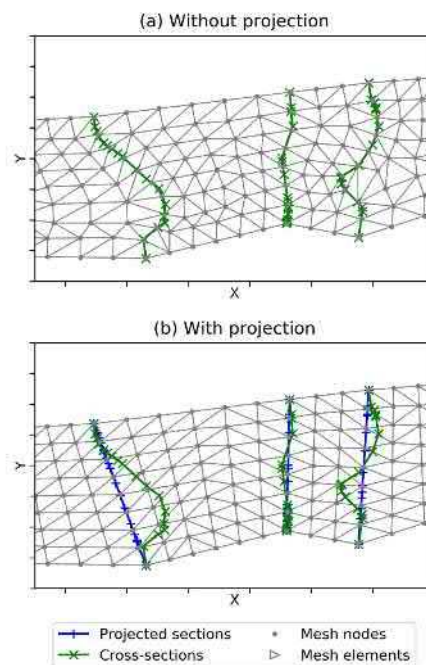 (a) Without projection
Y
X
(b) With projection
Y
X
Projected sections
Mesh nodes
Cross-sections
Mesh elements